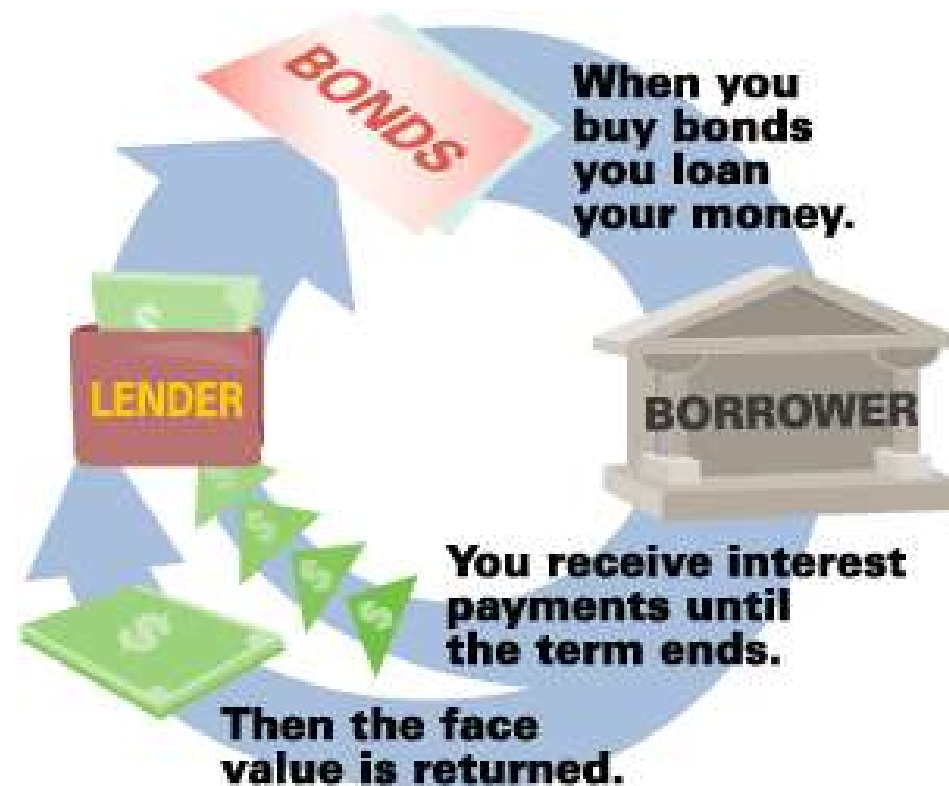 BONDS
When you
buy bonds
you loan
your money.
LENDER
BORROWER
You receive interest
payments until
the term ends.
Then the face
value is returned.